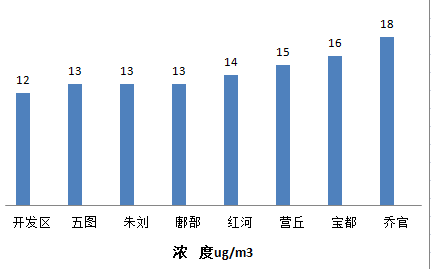 12 13 13 13 14 15 16 18
开发区 五图 朱刘 鄌郚 红河 营丘 宝都 乔官
浓 度ug/m3